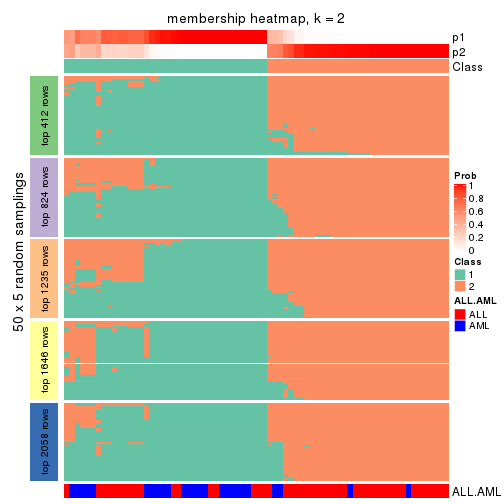 membership heatmap, k = 2
p1
p2
Class
50 x 5 random samplings
top 412 rows
top 824 rows
top 1235 rows
top 1646 rows
top 2058 rows
Prob
1
0.8
0.6
0.4
0.2
0
Class
1
2
ALL.AML
ALL
AML
ALL.AML